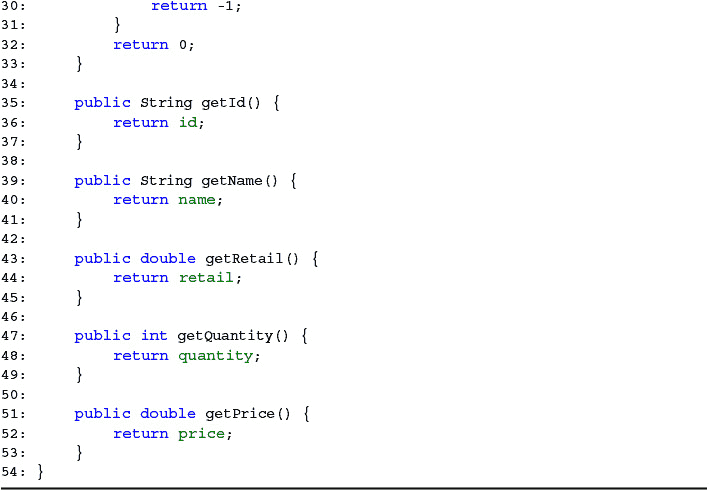 30:             return -1;
31:         }
32:         return 0;
33:     }
34:
35:     public String getId() {
36:         return id;
37:     }
38:
39:     public String getName() {
40:         return name;
41:     }
42:
43:     public double getRetail() {
44:         return retail;
45:     }
46:
47:     public int getQuantity() {
48:         return quantity;
49:     }
50:
51:     public double getPrice() {
52:         return price;
53:     }
54: }